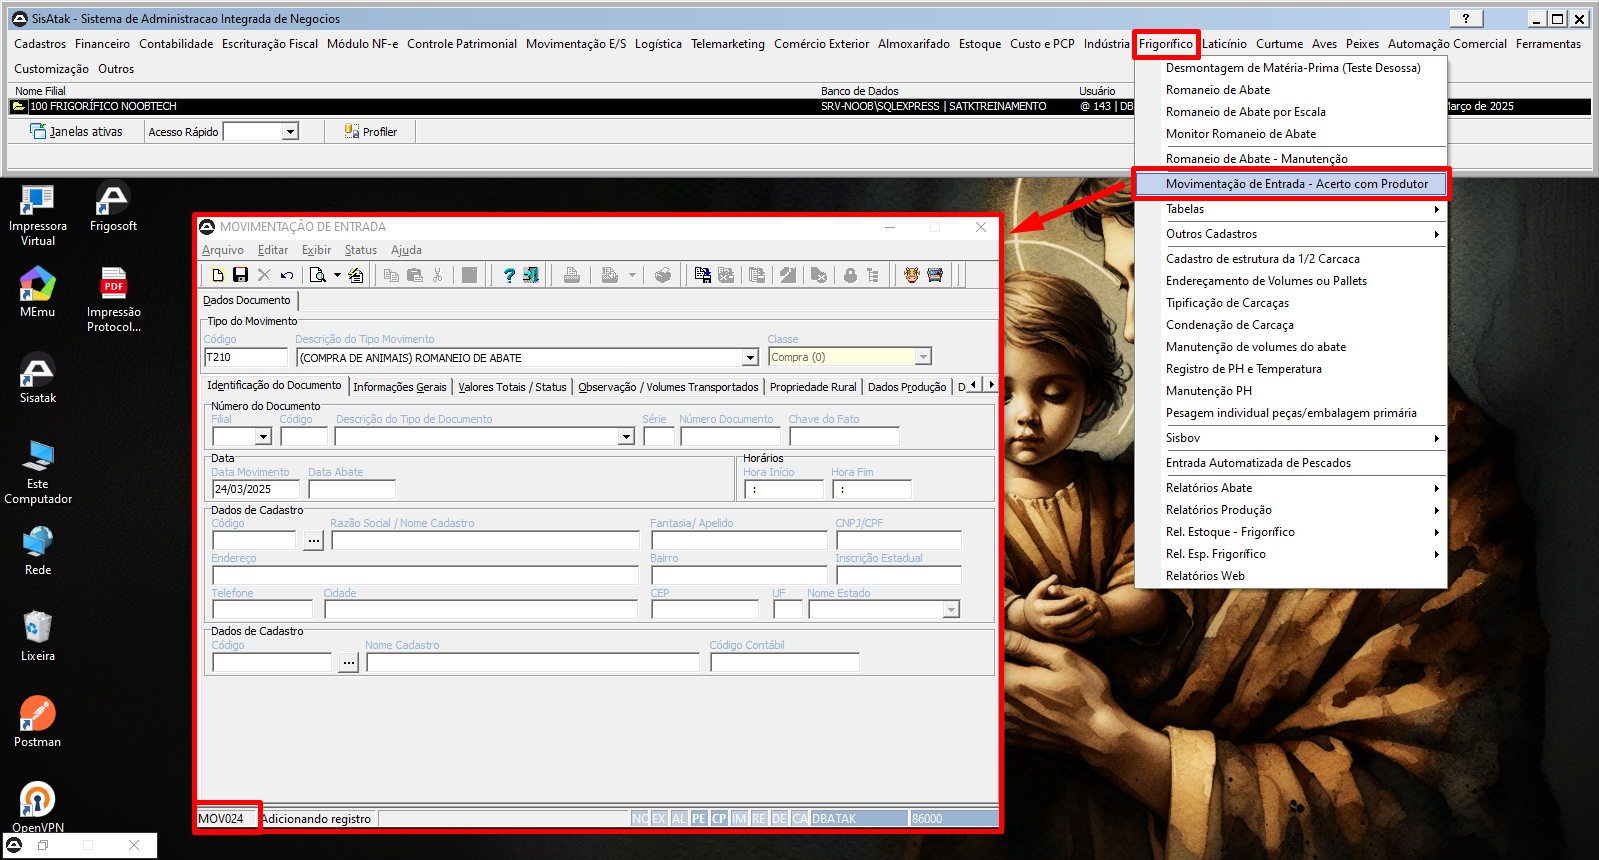 SisAtak - Sistema de Administracao Integrada de Negocios
?
Cadastros Financeiro Contabilidade Escrituração Fiscal Módulo NF-e Controle Patrimonial Movimentação E/S Logística Telemarketing Comércio Exterior Almoxarifado Estoque Custo e PCP Indústria Frigorífico Laticínio Curtume Aves Peixes Automação Comercial Ferramentas
Customização Outros
Nome Filial Banco de Dados Usuário
100 FRIGORÍFICO NOOBTECH SRV-NOOB\SQLEXPRESS | SATKTREINAMENTO @ 143 | DB março de 2025
Janelas ativas Acesso Rápido Profiler
Desmontagem de Matéria-Prima (Teste Desossa)
Romaneio de Abate
Romaneio de Abate por Escala
Monitor Romaneio de Abate
Romaneio de Abate - Manutenção
Movimentação de Entrada - Acerto com Produtor
Tabelas
Outros Cadastros
Cadastro de estrutura da 1/2 Carcaca
Endereçamento de Volumes ou Pallets
Tipificação de Carcaças
Condenação de Carcaça
Manutenção de volumes do abate
Registro de PH e Temperatura
Manutenção PH
Pesagem individual peças/embalagem primária
Sisbov
Entrada Automatizada de Pescados
Relatórios Abate
Relatórios Produção
Rel. Estoque - Frigorífico
Rel. Esp. Frigorífico
Relatórios Web
Impressora Virtual
Frigosoft
MEmu
PDF
Impressão Protocol...
Sisatak
Este Computador
Rede
Lixeira
Postman
OpenVPN
MOVIMENTAÇÃO DE ENTRADA
Arquivo Editar Exibir Status Ajuda
Dados Documento
Tipo do Movimento
Código Descrição do Tipo Movimento Classe
T210 (COMPRA DE ANIMAIS) ROMANEIO DE ABATE Compra (0)
Identificação do Documento Informações Gerais Valores Totais / Status Observação / Volumes Transportados Propriedade Rural Dados Produção D
Número do Documento
Filial Código Descrição do Tipo de Documento Série Número Documento Chave do Fato
Data Horários
Data Movimento Data Abate Hora Início Hora Fim
24/03/2025 : :
Dados de Cadastro
Código Razão Social / Nome Cadastro Fantasia/ Apelido CNPJ/CPF
...
Endereço Bairro Inscrição Estadual
Telefone Cidade CEP UF Nome Estado
Dados de Cadastro
Código Nome Cadastro Código Contábil
...
MOV024 Adicionando registro NO EX AL PE CP IM RE DE CA DBATAK 86000